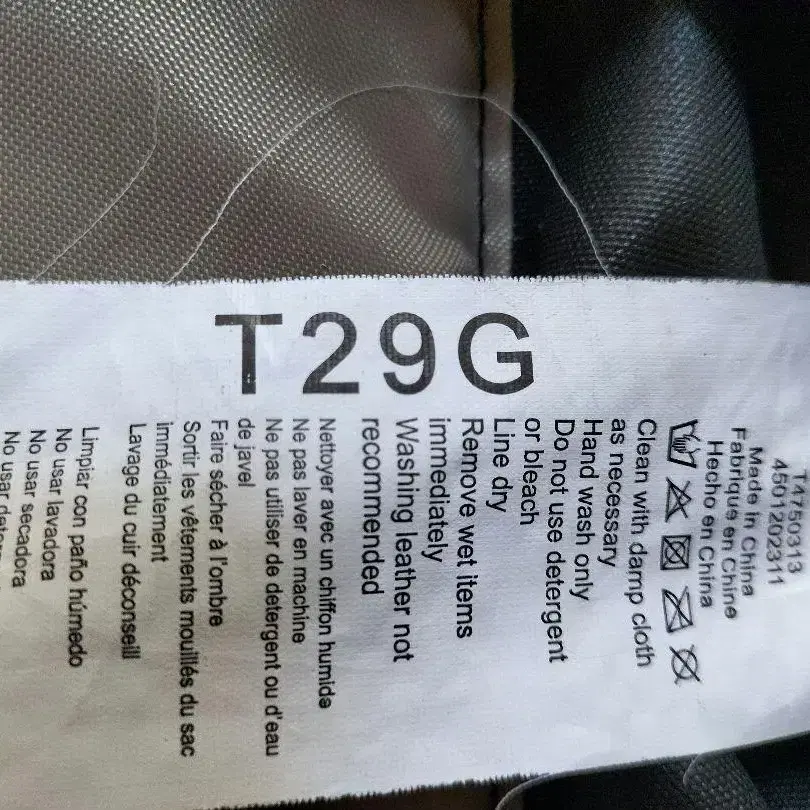 T29G
T4750313
4501202311
Made in China
Fabrique en Chine
Hecho en China
Clean with damp cloth
as necessary
Hand wash only
Do not use detergent
or bleach
Line dry
Remove wet items
immediately
Washing leather not
recommended
Nettoyer avec un chiffon humida
Ne pas laver en machine
Ne pas utiliser de detergent ou d'eau
de javel
Faire sécher à l'ombre
Sortir les vêtements mouillés du sac
immédiatement
Lavage du cuir déconseill
Limpiar con paño húmedo
No usar lavadora
No usar secadora
No usar